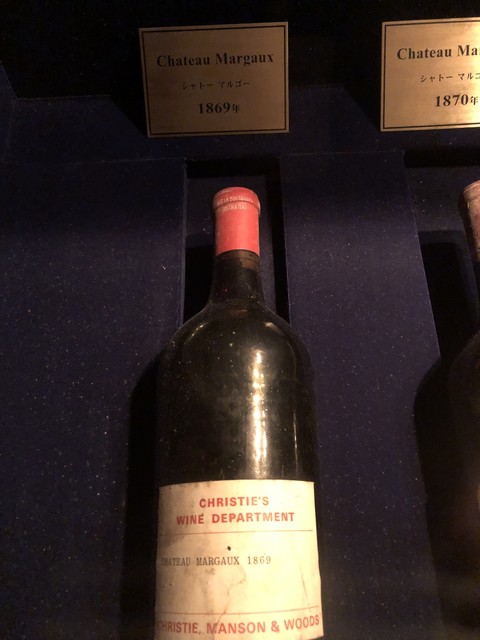 Chateau Margaux
シャトー マルゴー
1869年
Chateau Ma
シャトー マルゴ
1870年
CHRISTIE'S
WINE DEPARTMENT
CHATEAU MARGAUX 1869
CHRISTIE, MANSON & WOODS